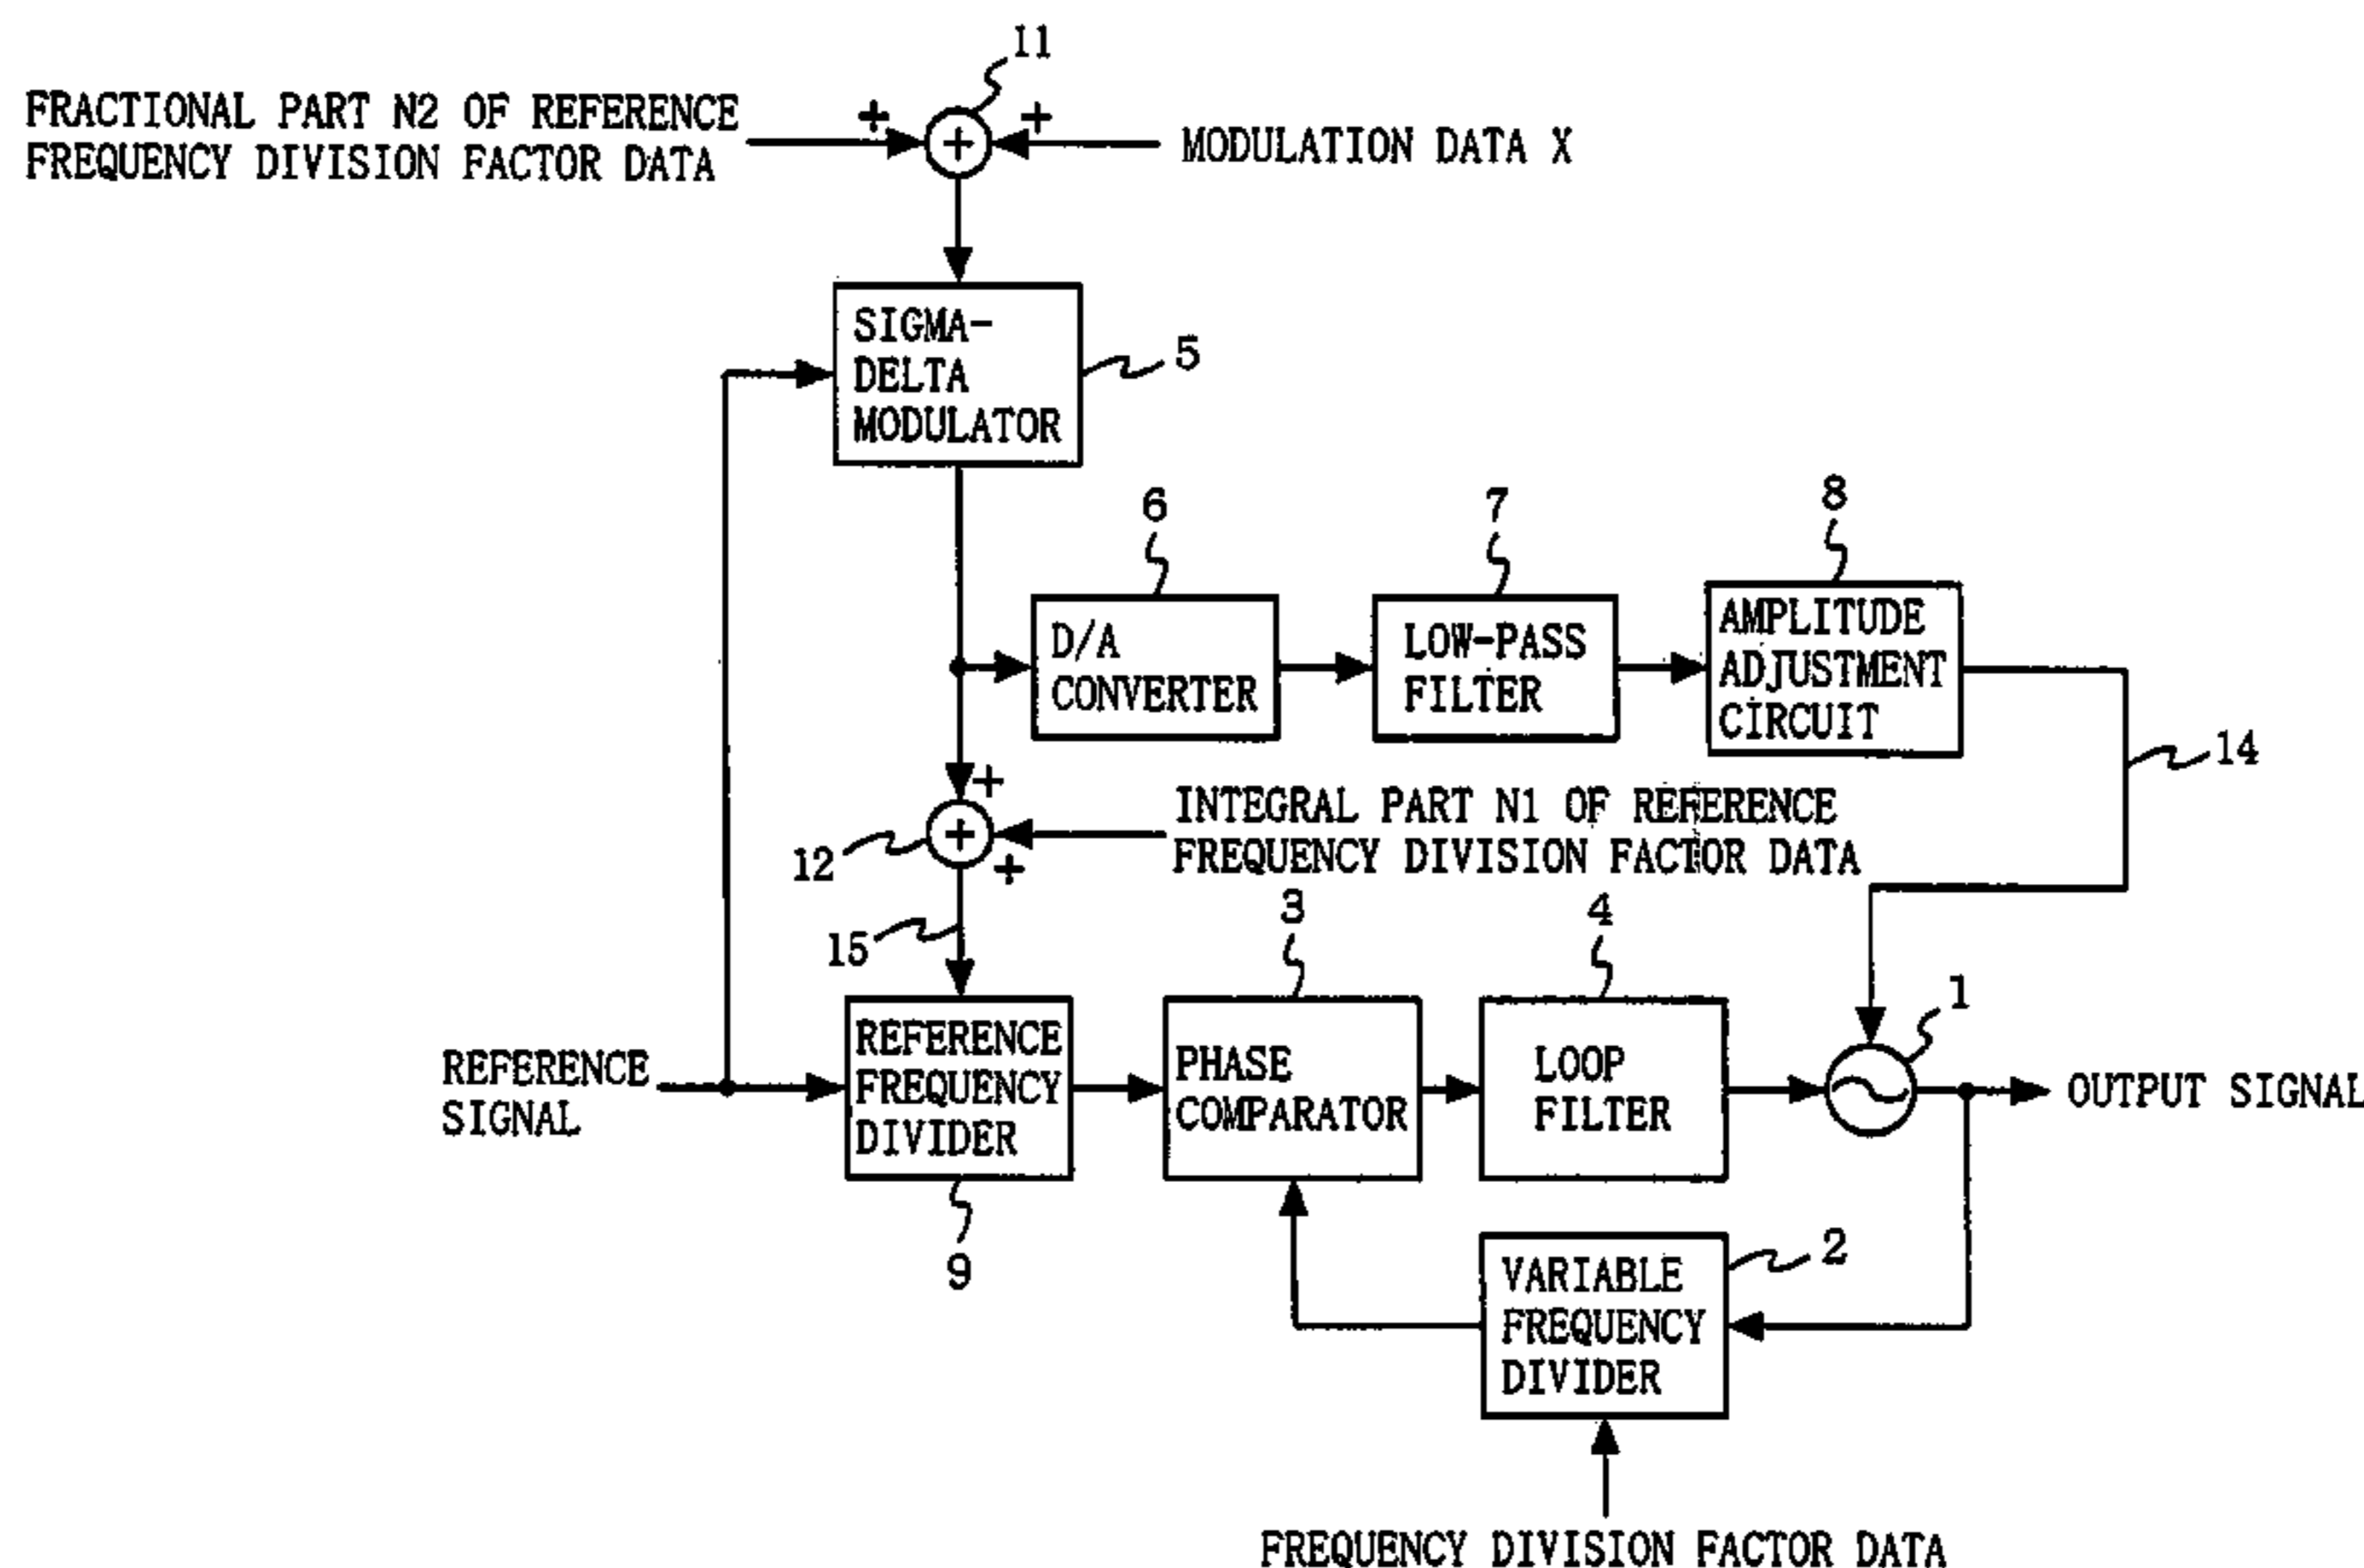 11
FRACTIONAL PART N2 OF REFERENCE
FREQUENCY DIVISION FACTOR DATA
+
+
+
MODULATION DATA X
SIGMA-
DELTA
MODULATOR
5
6
7
8
D/A
CONVERTER
LOW-PASS
FILTER
AMPLITUDE
ADJUSTMENT
CIRCUIT
14
+
+
+
12
INTEGRAL PART N1 OF REFERENCE
FREQUENCY DIVISION FACTOR DATA
15
3
4
1
REFERENCE
SIGNAL
REFERENCE
FREQUENCY
DIVIDER
9
PHASE
COMPARATOR
LOOP
FILTER
OUTPUT SIGNAL
VARIABLE
FREQUENCY
DIVIDER
2
FREQUENCY DIVISION FACTOR DATA